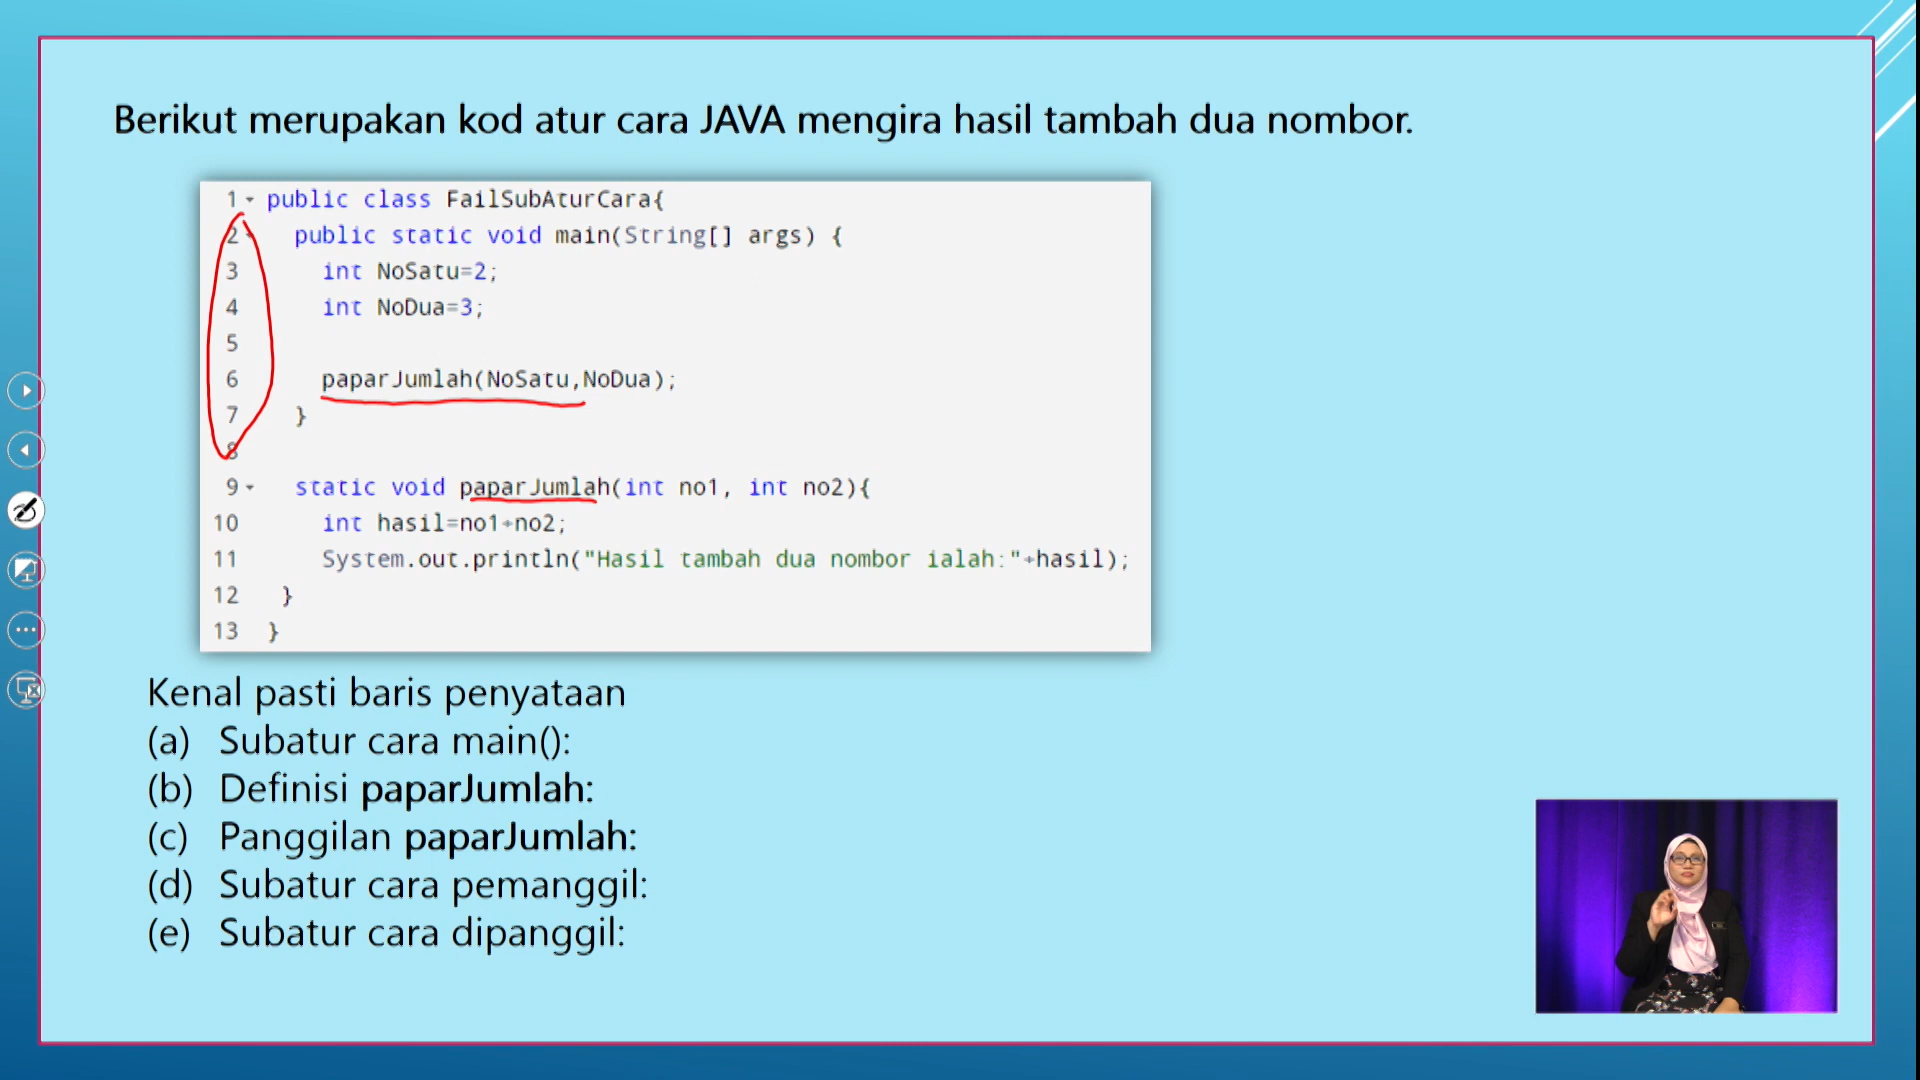 Berikut merupakan kod atur cara JAVA mengira hasil tambah dua nombor.
1 public class FailSubAturCara{
2 public static void main(String[] args) {
3 int NoSatu=2;
4 int NoDua=3;
5
6 paparJumlah(NoSatu,NoDua);
7 }
8
9 static void paparJumlah(int no1, int no2){
10 int hasil=no1+no2;
11 System.out.println("Hasil tambah dua nombor ialah:"+hasil);
12 }
13 }
Kenal pasti baris penyataan
(a) Subatur cara main():
(b) Definisi paparJumlah:
(c) Panggilan paparJumlah:
(d) Subatur cara pemanggil:
(e) Subatur cara dipanggil: